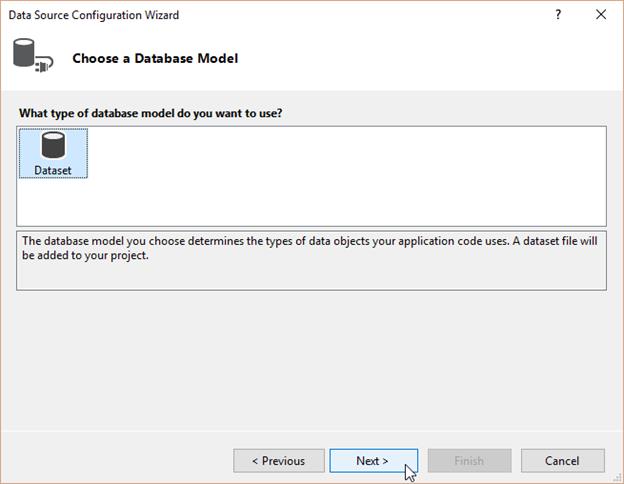 Data Source Configuration Wizard
?
Choose a Database Model
What type of database model do you want to use?
Dataset
The database model you choose determines the types of data objects your application code uses. A dataset file will
be added to your project.
< Previous
Next >
Finish
Cancel